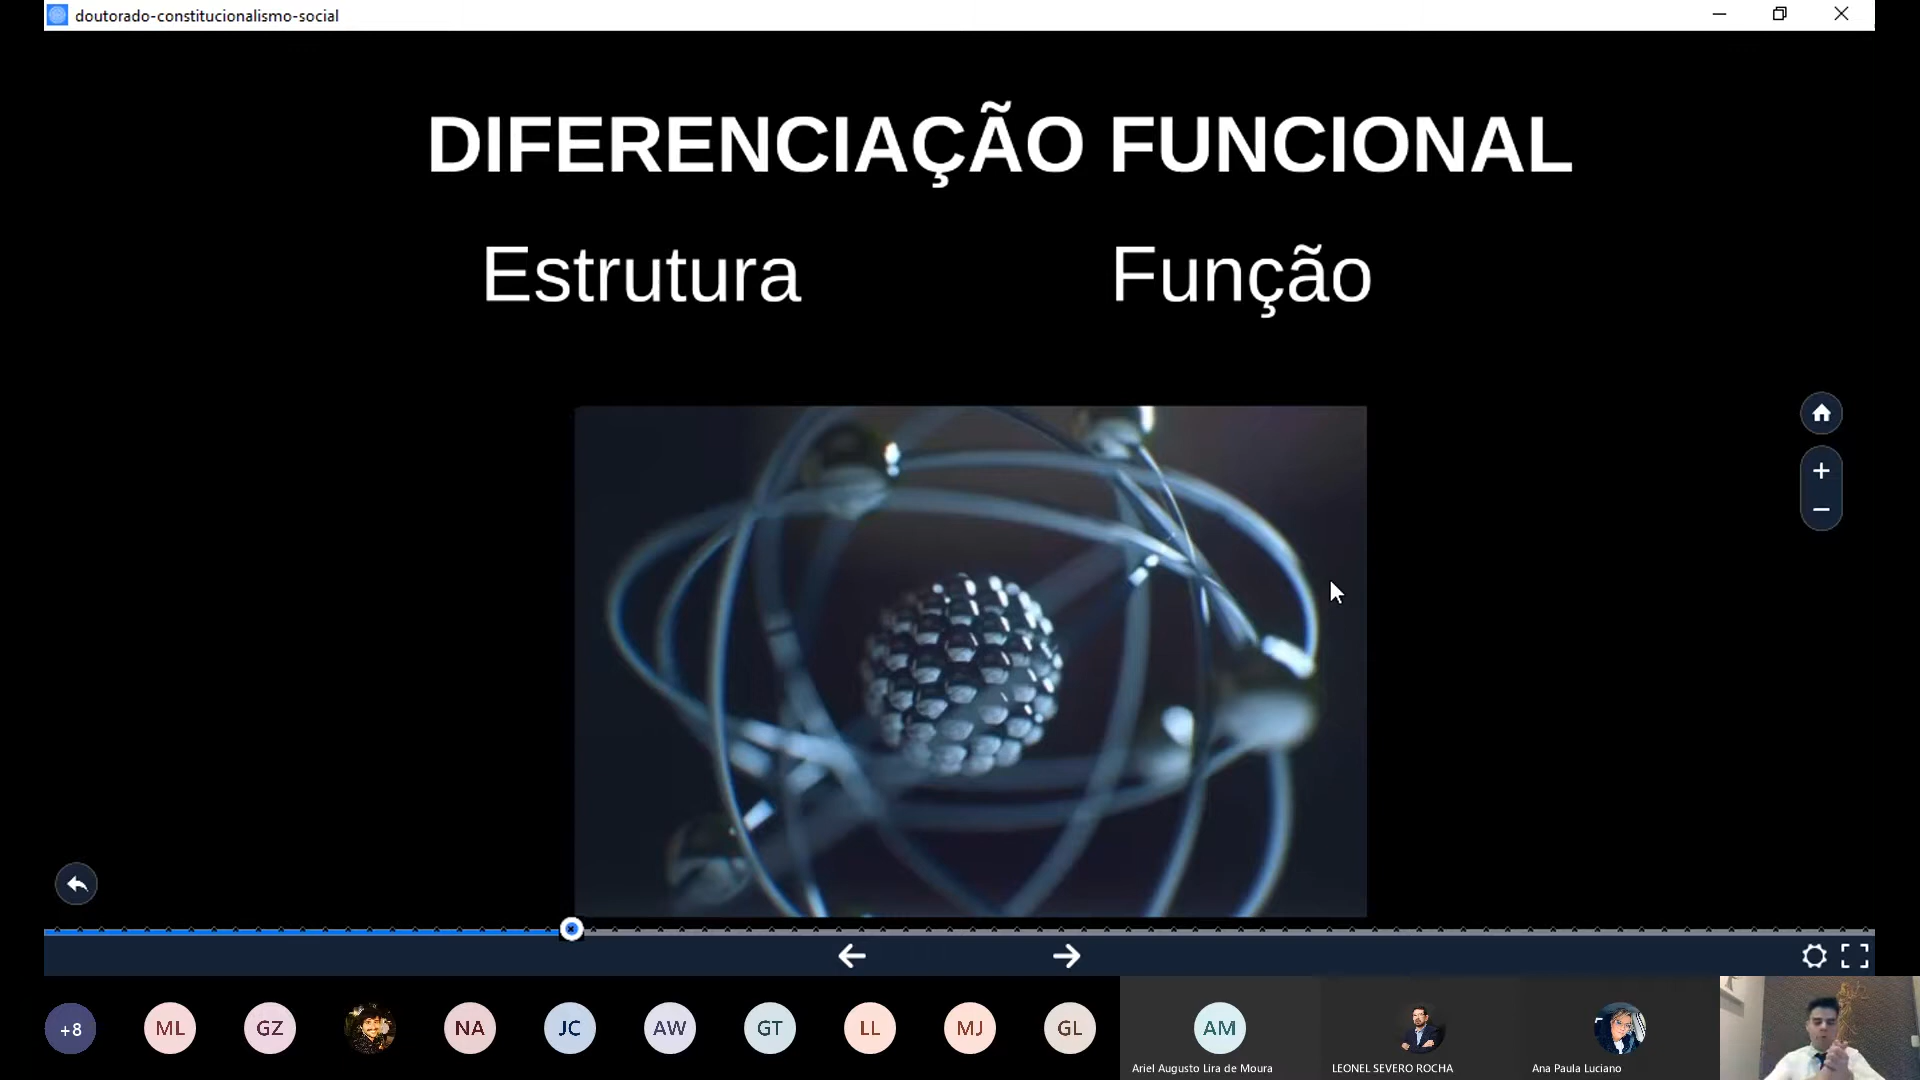 doutorado-constitucionalismo-social
DIFERENCIAÇÃO FUNCIONAL
Estrutura
Função
+8
ML
GZ
NA
JC
AW
GT
LL
MJ
GL
AM
Ariel Augusto Lira de Moura
LEONEL SEVERO ROCHA
Ana Paula Luciano